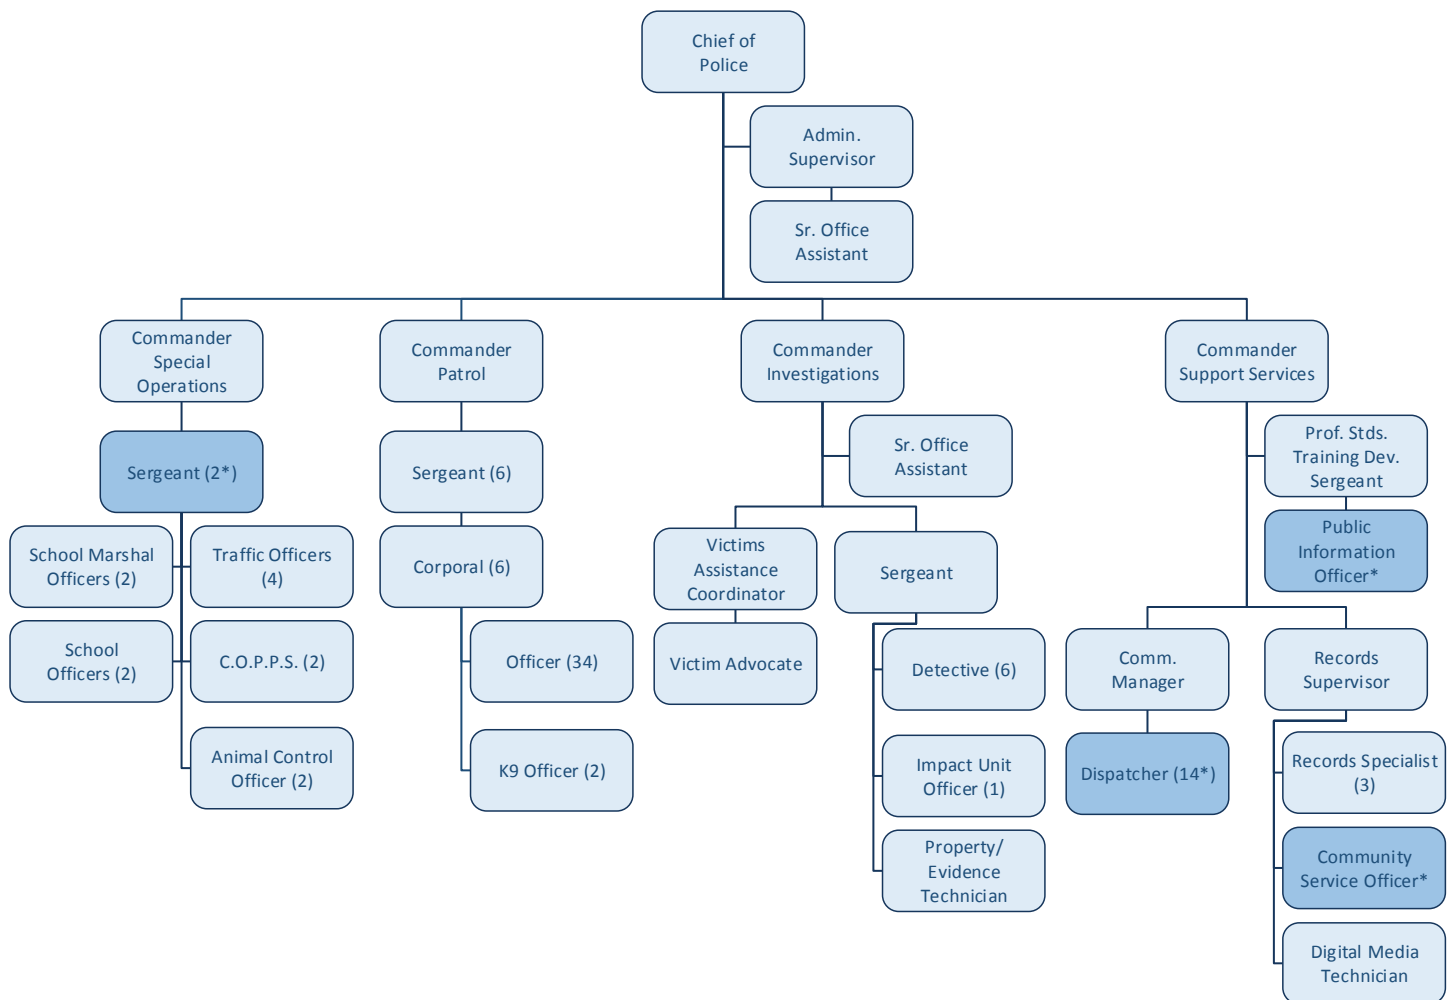 Chief of
Police
Admin.
Supervisor
Sr. Office
Assistant
Commander
Special
Operations
Commander
Patrol
Commander
Investigations
Commander
Support Services
Sergeant (2*)
School Marshal
Officers (2)
Traffic Officers
(4)
School
Officers (2)
C.O.P.P.S. (2)
Animal Control
Officer (2)
Sergeant (6)
Corporal (6)
Officer (34)
K9 Officer (2)
Sr. Office
Assistant
Victims
Assistance
Coordinator
Victim Advocate
Sergeant
Detective (6)
Impact Unit
Officer (1)
Property/
Evidence
Technician
Prof. Stds.
Training Dev.
Sergeant
Public
Information
Officer*
Comm.
Manager
Dispatcher (14*)
Records
Supervisor
Records Specialist
(3)
Community
Service Officer*
Digital Media
Technician